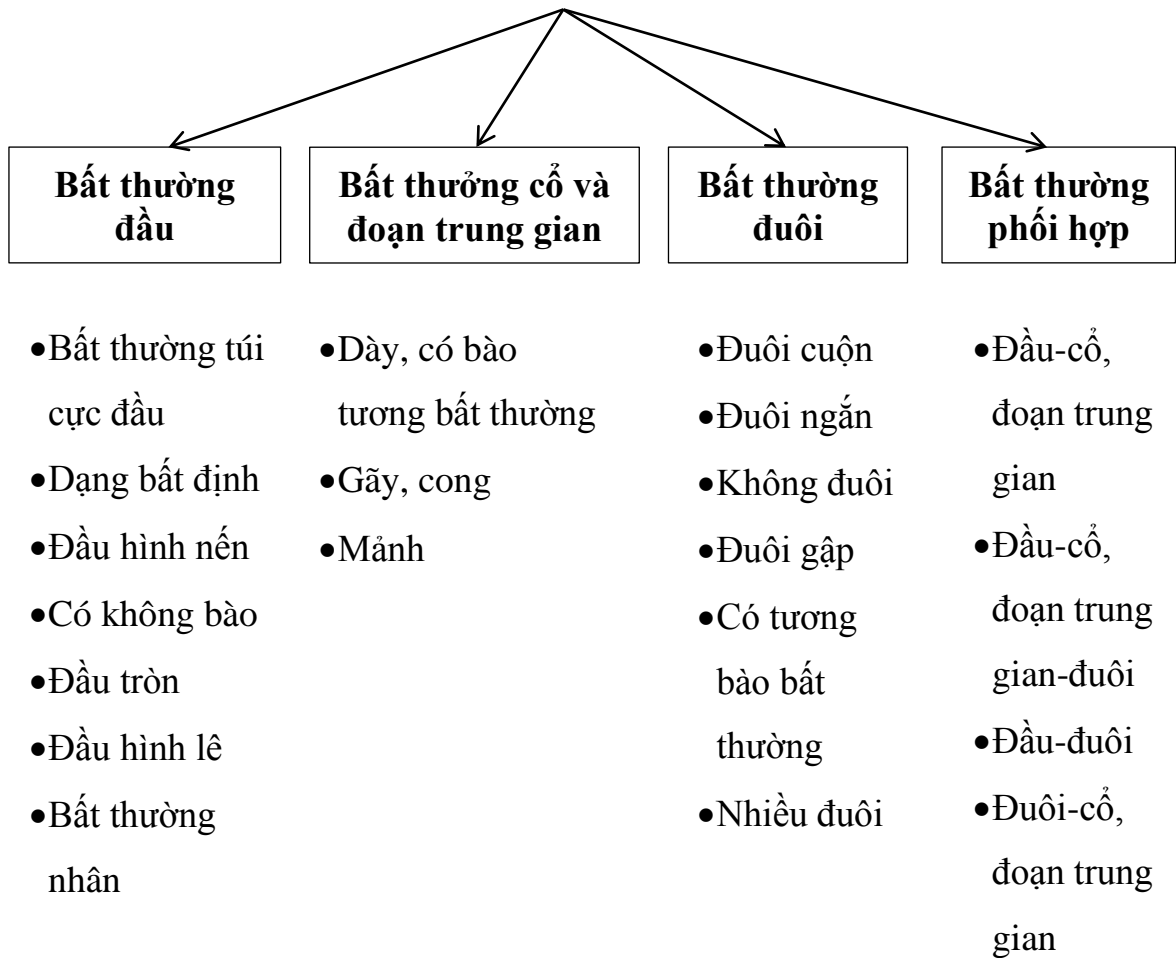 Bất thường
đầu
Bất thưởng cổ và
đoạn trung gian
Bất thường
đuôi
Bất thường
phối hợp
•Bất thường túi
cực đầu
•Dạng bất định
•Đầu hình nến
•Có không bào
•Đầu tròn
•Đầu hình lê
•Bất thường
nhân
•Dày, có bào
tương bất thường
•Gãy, cong
•Mảnh
•Đuôi cuộn
•Đuôi ngắn
•Không đuôi
•Đuôi gập
•Có tương
bào bất
thường
•Nhiều đuôi
•Đầu-cổ,
đoạn trung
gian
•Đầu-cổ,
đoạn trung
gian-đuôi
•Đầu-đuôi
•Đuôi-cổ,
đoạn trung
gian